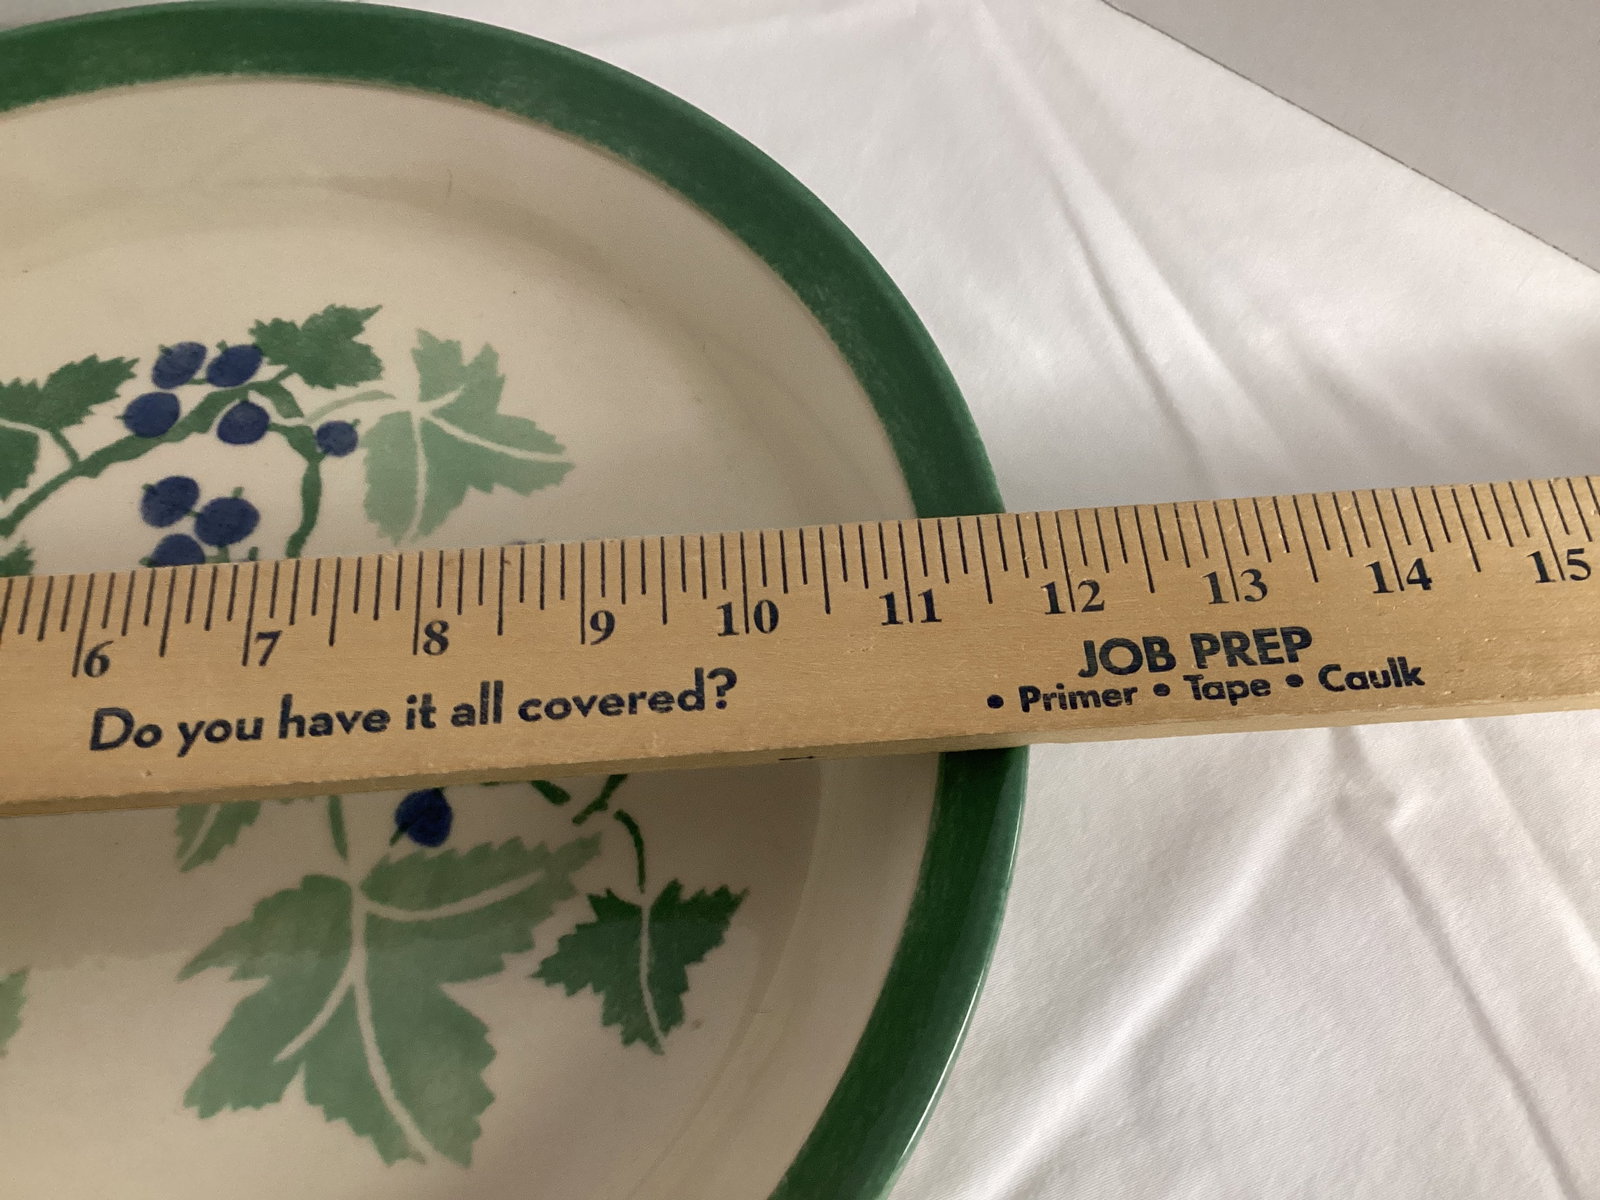 6 7 8 9 10 11 12 13 14 15
Do you have it all covered?
JOB PREP
• Primer • Tape • Caulk